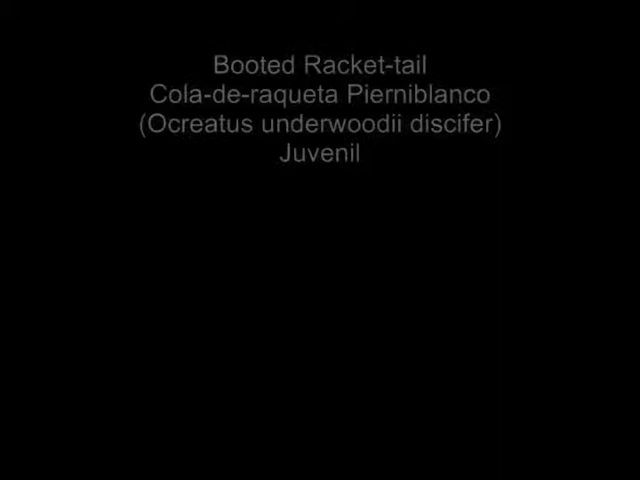 Booted Racket-tail
Cola-de-raqueta Pierniblanco
(Ocreatus underwoodii discifer)
Juvenil